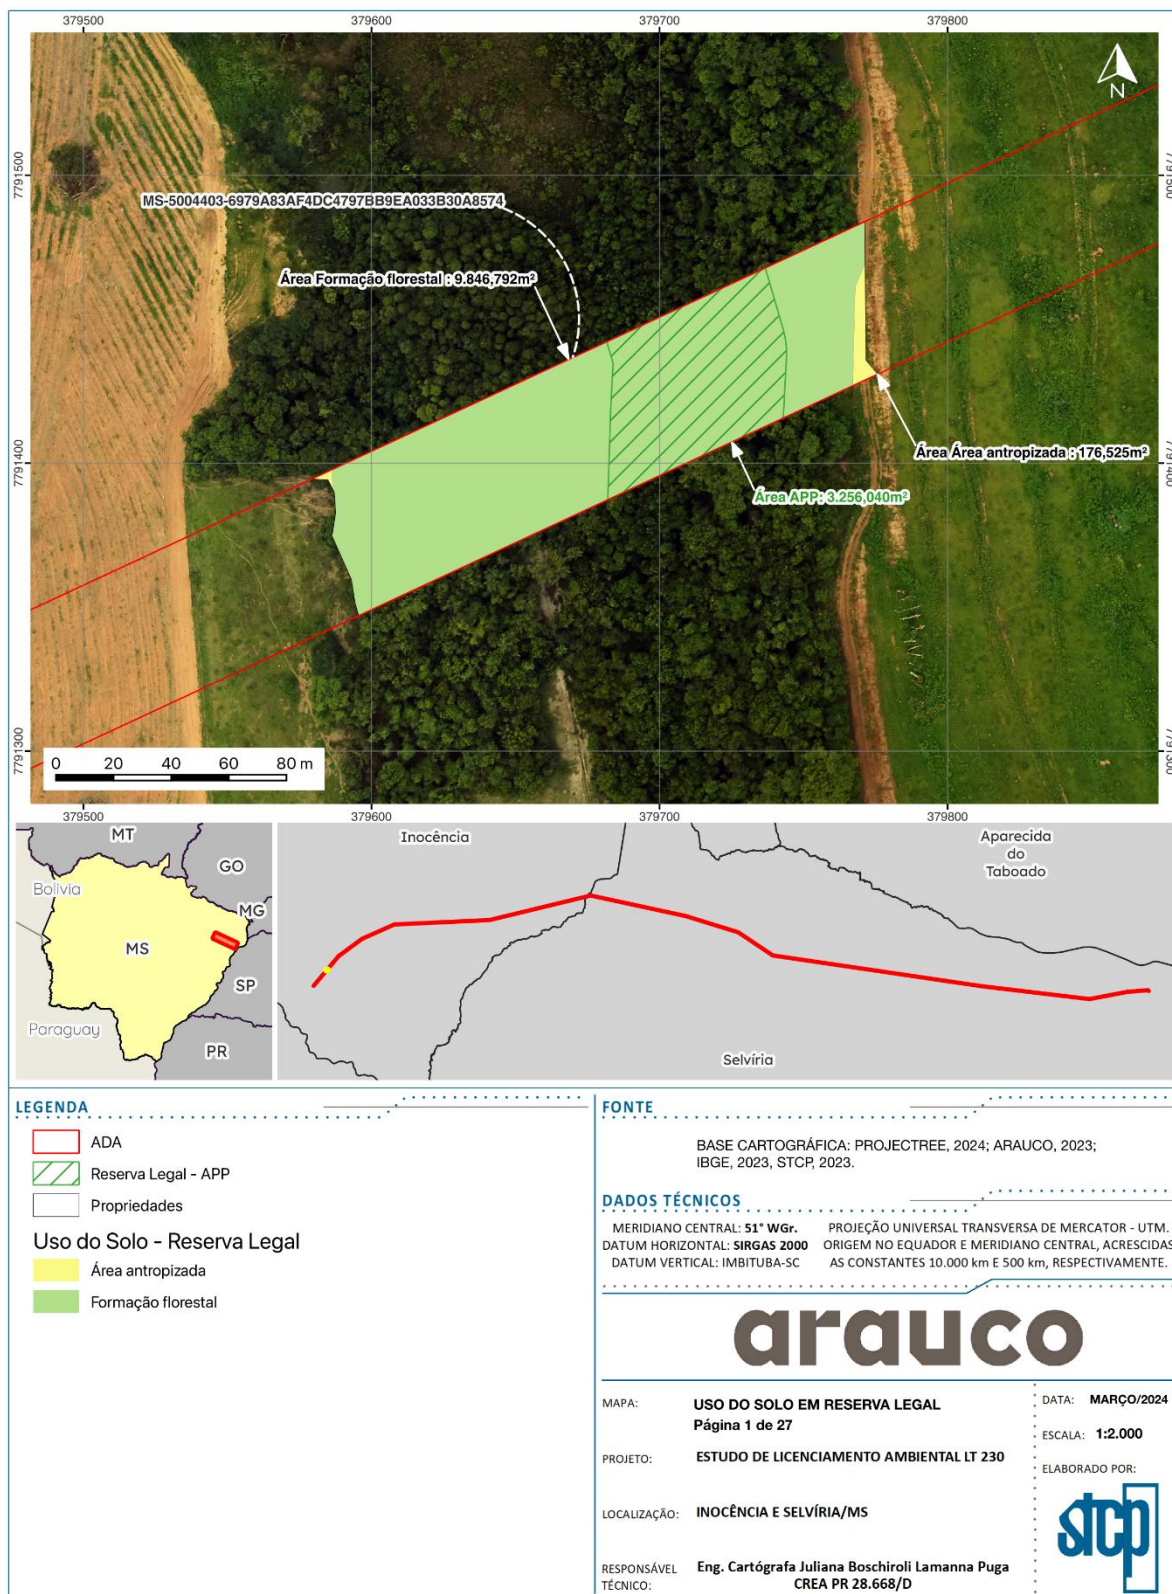 379500 379600 379700 379800
7791500
7791400
7791300
7791500
7791400
7791300
N
MS-5004403-6979A83AF4DC4797BB9EA033B30A8574
Área Formação florestal : 9.846,792m²
Área Área antropizada : 176,525m²
Área APP: 3.256,040m²
0 20 40 60 80 m
379500 379600 379700 379800
MT
GO
Bolivia
MG
MS
SP
Paraguay
PR
Inocência
Aparecida
do
Taboado
Selvíria
LEGENDA
ADA
Reserva Legal - APP
Propriedades
Uso do Solo - Reserva Legal
Área antropizada
Formação florestal
FONTE
BASE CARTOGRÁFICA: PROJECTREE, 2024; ARAUCO, 2023;
IBGE, 2023, STCP, 2023.
DADOS TÉCNICOS
MERIDIANO CENTRAL: 51° WGr.
DATUM HORIZONTAL: SIRGAS 2000
DATUM VERTICAL: IMBITUBA-SC
PROJEÇÃO UNIVERSAL TRANSVERSA DE MERCATOR - UTM.
ORIGEM NO EQUADOR E MERIDIANO CENTRAL, ACRESCIDAS
AS CONSTANTES 10.000 km E 500 km, RESPECTIVAMENTE.
arauco
MAPA: USO DO SOLO EM RESERVA LEGAL
Página 1 de 27
PROJETO: ESTUDO DE LICENCIAMENTO AMBIENTAL LT 230
LOCALIZAÇÃO: INOCÊNCIA E SELVÍRIA/MS
RESPONSÁVEL TÉCNICO: Eng. Cartógrafa Juliana Boschiroli Lamanna Puga
CREA PR 28.668/D
DATA: MARÇO/2024
ESCALA: 1:2.000
ELABORADO POR:
stcp